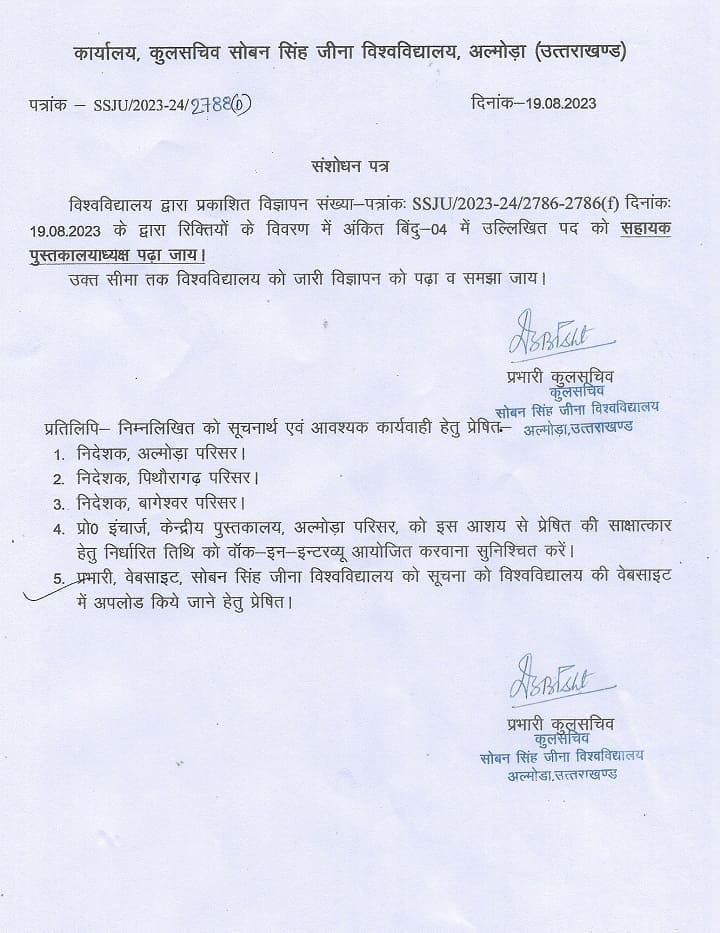 कार्यालय, कुलसचिव सोबन सिंह जीना विश्वविद्यालय, अल्मोड़ा (उत्तराखण्ड)
पत्रांक – SSJU/2023-24/2788(D) दिनांक–19.08.2023
संशोधन पत्र
विश्वविद्यालय द्वारा प्रकाशित विज्ञापन संख्या–पत्रांकः SSJU/2023-24/2786-2786(f) दिनांकः
19.08.2023 के द्वारा रिक्तियों के विवरण में अंकित बिंदु–04 में उल्लिखित पद को सहायक
पुस्तकालयाध्यक्ष पढ़ा जाय।
उक्त सीमा तक विश्वविद्यालय को जारी विज्ञापन को पढ़ा व समझा जाय।
प्रभारी कुलसचिव
कुलसचिव
सोबन सिंह जीना विश्वविद्यालय
अल्मोड़ा,उत्तराखण्ड
प्रतिलिपि– निम्नलिखित को सूचनार्थ एवं आवश्यक कार्यवाही हेतु प्रेषित–
1. निदेशक, अल्मोड़ा परिसर।
2. निदेशक, पिथौरागढ़ परिसर।
3. निदेशक, बागेश्वर परिसर।
4. प्रो0 इंचार्ज, केन्द्रीय पुस्तकालय, अल्मोड़ा परिसर, को इस आशय से प्रेषित की साक्षात्कार
हेतु निर्धारित तिथि को वॉक–इन–इन्टरव्यू आयोजित करवाना सुनिश्चित करें।
5. प्रभारी, वेबसाइट, सोबन सिंह जीना विश्वविद्यालय को सूचना को विश्वविद्यालय की वेबसाइट
में अपलोड किये जाने हेतु प्रेषित।
प्रभारी कुलसचिव
कुलसचिव
सोबन सिंह जीना विश्वविद्यालय
अल्मोडा,उत्तराखण्ड